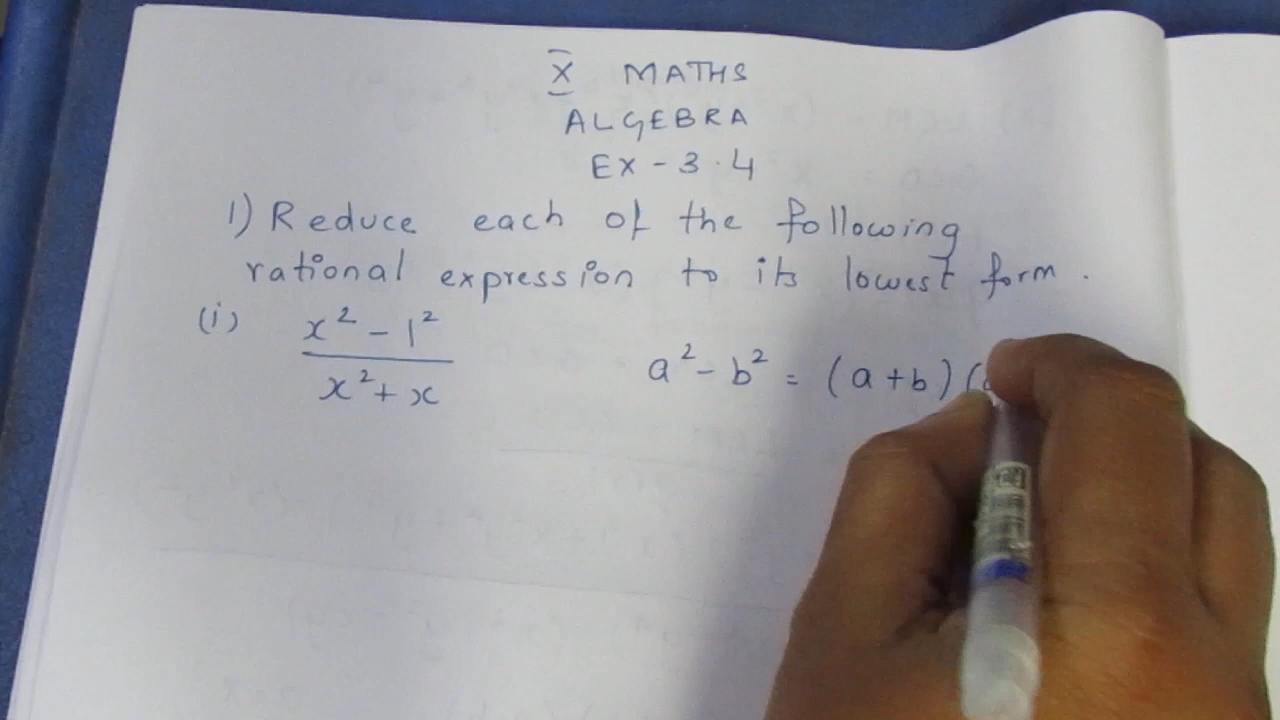 X MATHS
ALGEBRA
EX - 3.4
1) Reduce each of the following
rational expression to its lowest form.
(i) x² - 1² / x² + x
a² - b² = (a + b) (